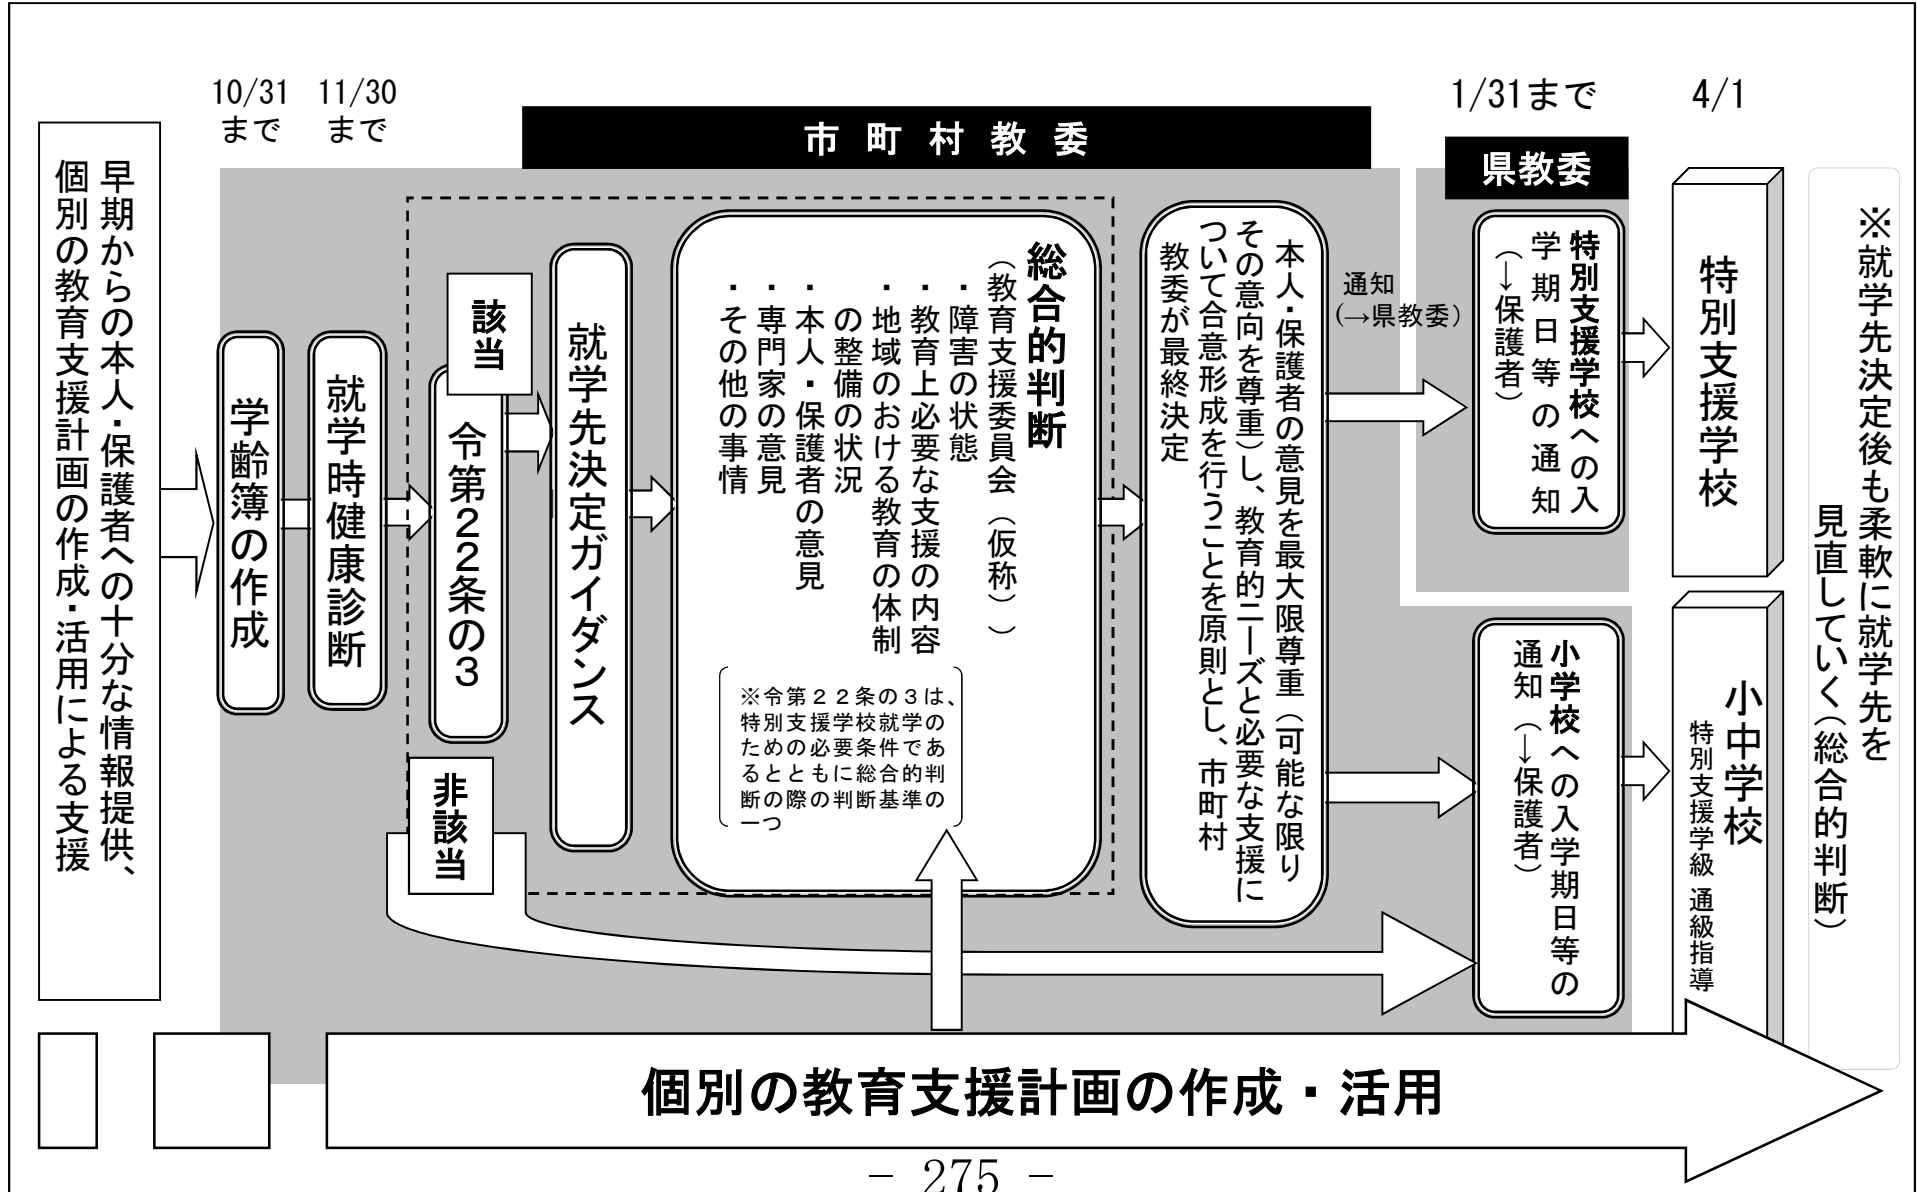 早期からの本人・保護者への十分な情報提供、
個別の教育支援計画の作成・活用による支援
10/31
まで
11/30
まで
市町村教委
学齢簿の作成
就学時健康診断
該当
令第２２条の３
非該当
就学先決定ガイダンス
総合的判断
（教育支援委員会（仮称））
・障害の状態
・教育上必要な支援の内容
・地域のおける教育の体制
の整備の状況
・本人・保護者の意見
・専門家の意見
・その他の事情
※令第２２条の３は、
特別支援学校就学の
ための必要条件であ
るとともに総合的判
断の際の判断基準の
一つ
本人・保護者の意見を最大限尊重（可能な限り
その意向を尊重）し、教育的ニーズと必要な支援に
ついて合意形成を行うことを原則とし、市町村
教委が最終決定
通知
（→県教委）
1/31まで
県教委
特別支援学校への入
学期日等の通知
（→保護者）
小学校への入学期日等の
通知（→保護者）
4/1
特別支援学校
小中学校
特別支援学級 通級指導
※就学先決定後も柔軟に就学先を
見直していく（総合的判断）
個別の教育支援計画の作成・活用
－ 275 －